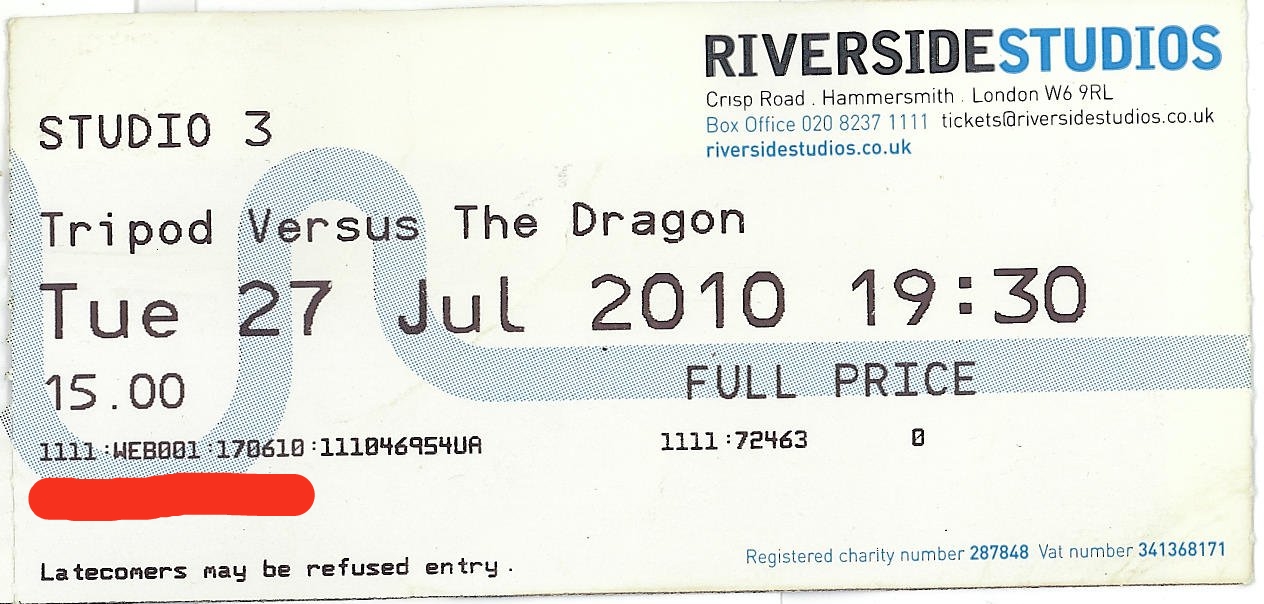 RIVERSIDESTUDIOS
Crisp Road . Hammersmith . London W6 9RL
Box Office 020 8237 1111 tickets@riversidestudios.co.uk
riversidestudios.co.uk
STUDIO 3
Tripod Versus The Dragon
Tue 27 Jul 2010 19:30
15.00 FULL PRICE
1111:WEB001:170610:111046954UA 1111:72463 0
Latecomers may be refused entry.
Registered charity number 287848 Vat number 341368171